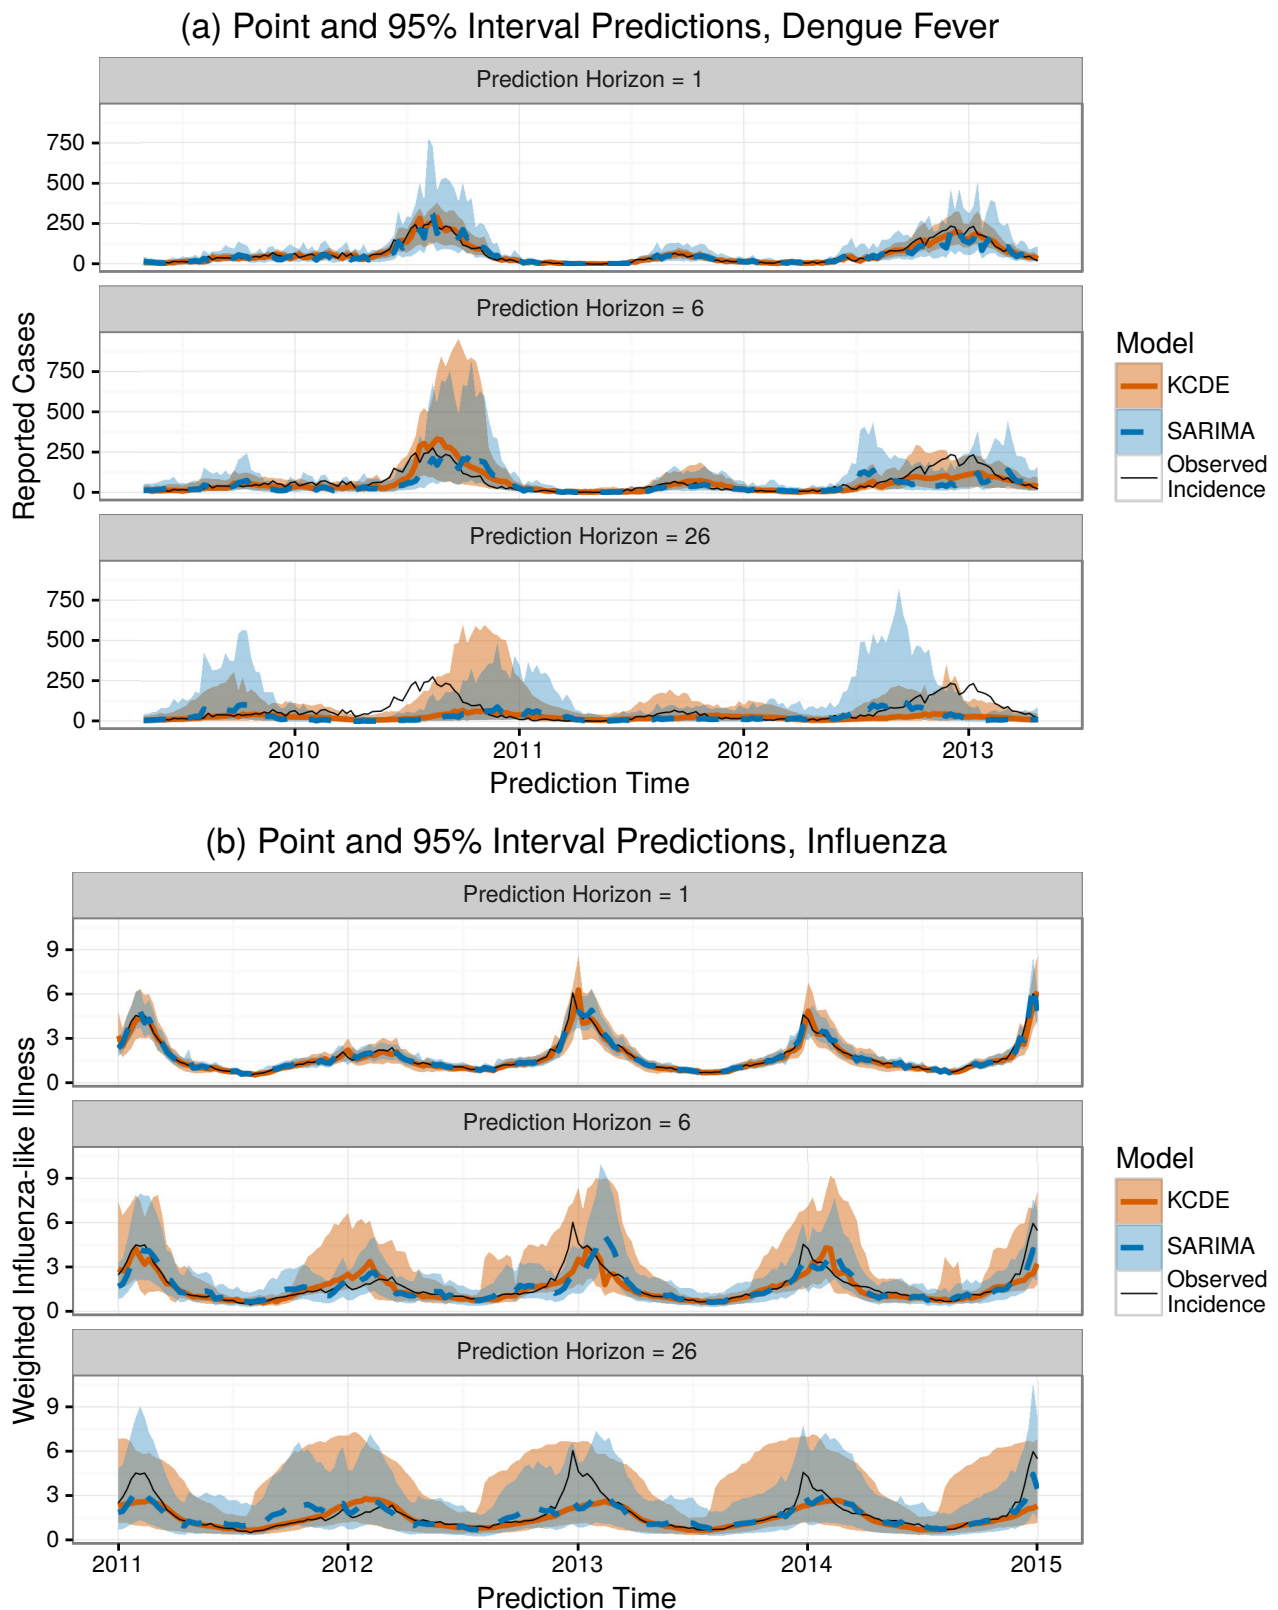 (a) Point and 95% Interval Predictions, Dengue Fever
Prediction Horizon = 1
750
500
250
0
Prediction Horizon = 6
750
500
250
0
Prediction Horizon = 26
750
500
250
0
2010 2011 2012 2013
Prediction Time
Reported Cases
Model
KCDE
SARIMA
Observed
Incidence
(b) Point and 95% Interval Predictions, Influenza
Prediction Horizon = 1
9
6
3
0
Prediction Horizon = 6
9
6
3
0
Prediction Horizon = 26
9
6
3
0
2011 2012 2013 2014 2015
Prediction Time
Weighted Influenza-like Illness
Model
KCDE
SARIMA
Observed
Incidence